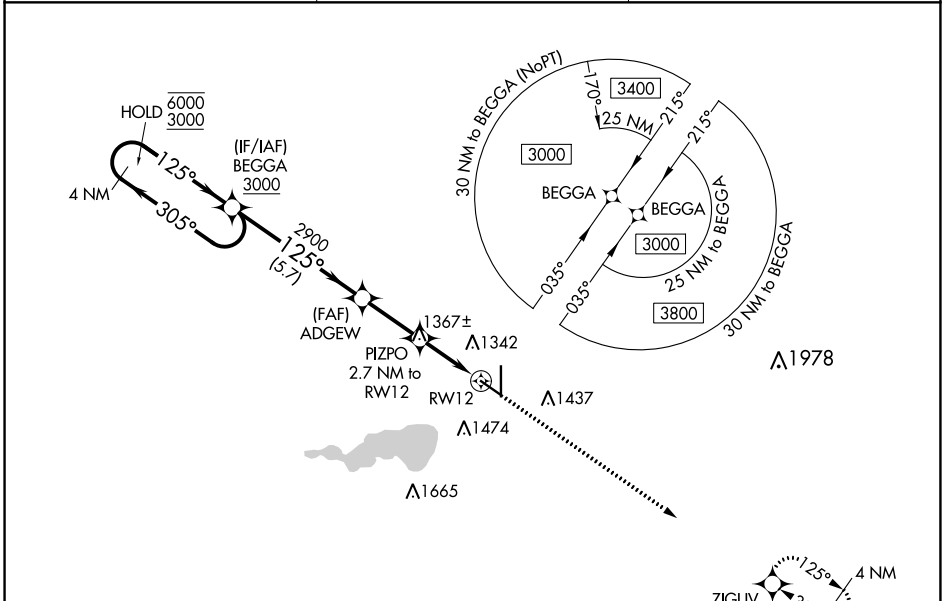 HOLD
6000
3000
125°
4 NM
305°
(IF/IAF)
BEGGA
3000
2900
125°
(5.7)
(FAF)
ADGEW
1367±
1342
PIZPO
2.7 NM to
RW12
RW12
1437
1474
1665
1978
30 NM to BEGGA (NoPT)
170°
3400
25 NM
215°
3000
BEGGA
035°
215°
BEGGA
3000
25 NM to BEGGA
035°
3800
30 NM to BEGGA
125°
4 NM